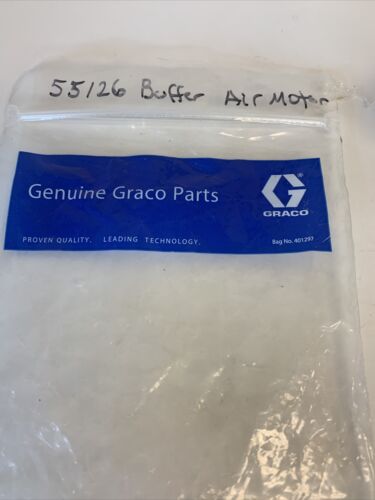 55126 Buffer Air Motor
Genuine Graco Parts
GRACO
PROVEN QUALITY. LEADING TECHNOLOGY.
Bag No. 401297